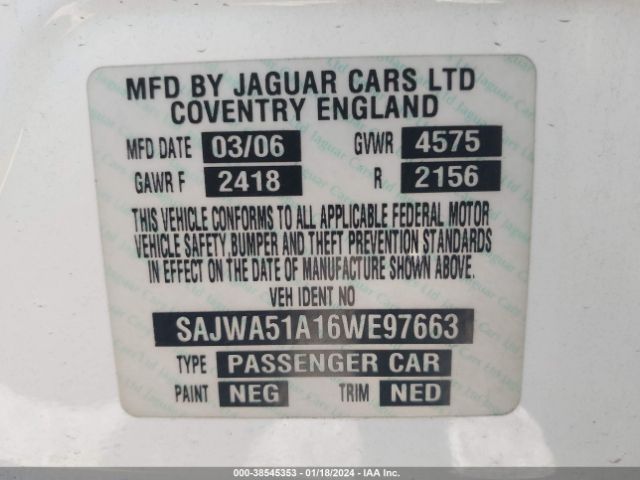 MFD BY JAGUAR CARS LTD
COVENTRY ENGLAND
MFD DATE 03/06 GVWR 4575
GAWR F 2418 R 2156
THIS VEHICLE CONFORMS TO ALL APPLICABLE FEDERAL MOTOR
VEHICLE SAFETY BUMPER AND THEFT PREVENTION STANDARDS
IN EFFECT ON THE DATE OF MANUFACTURE SHOWN ABOVE.
VEH IDENT NO
SAJWA51A16WE97663
TYPE PASSENGER CAR
PAINT NEG TRIM NED
000-38545353 - 01/18/2024 - IAA Inc.